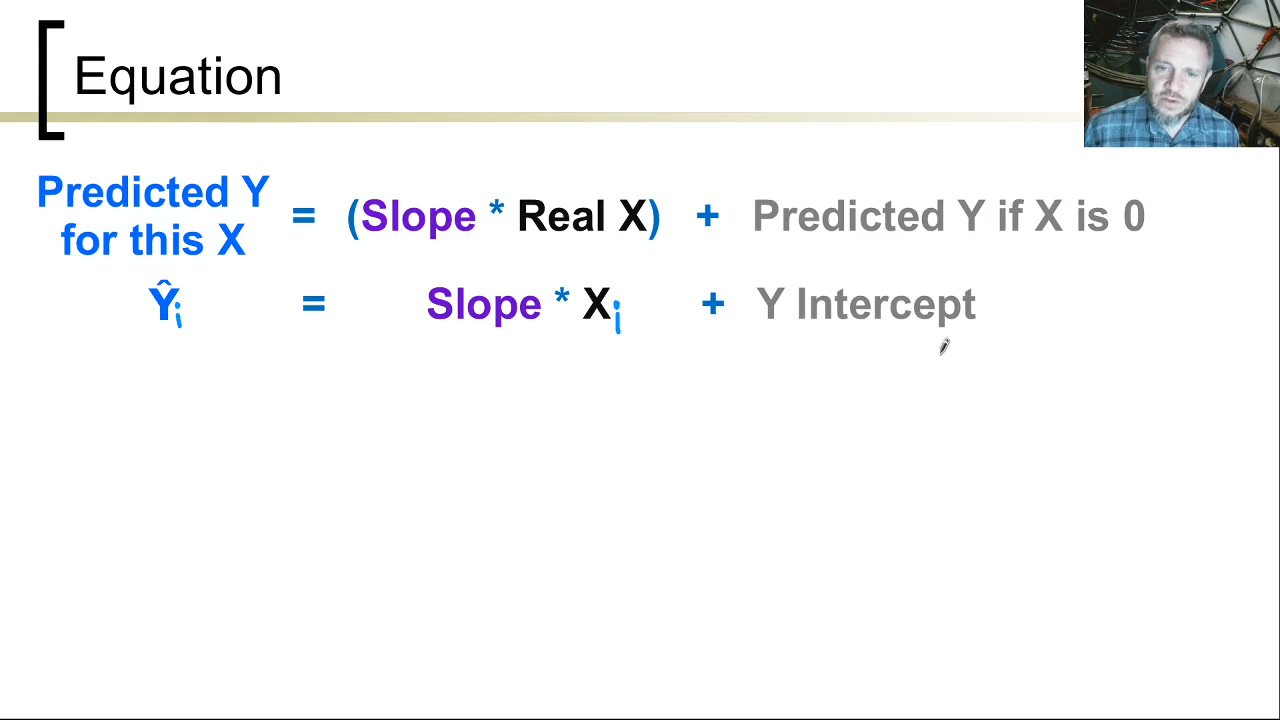 Equation
Predicted Y for this X = (Slope * Real X) + Predicted Y if X is 0
Ŷi = Slope * Xi + Y Intercept